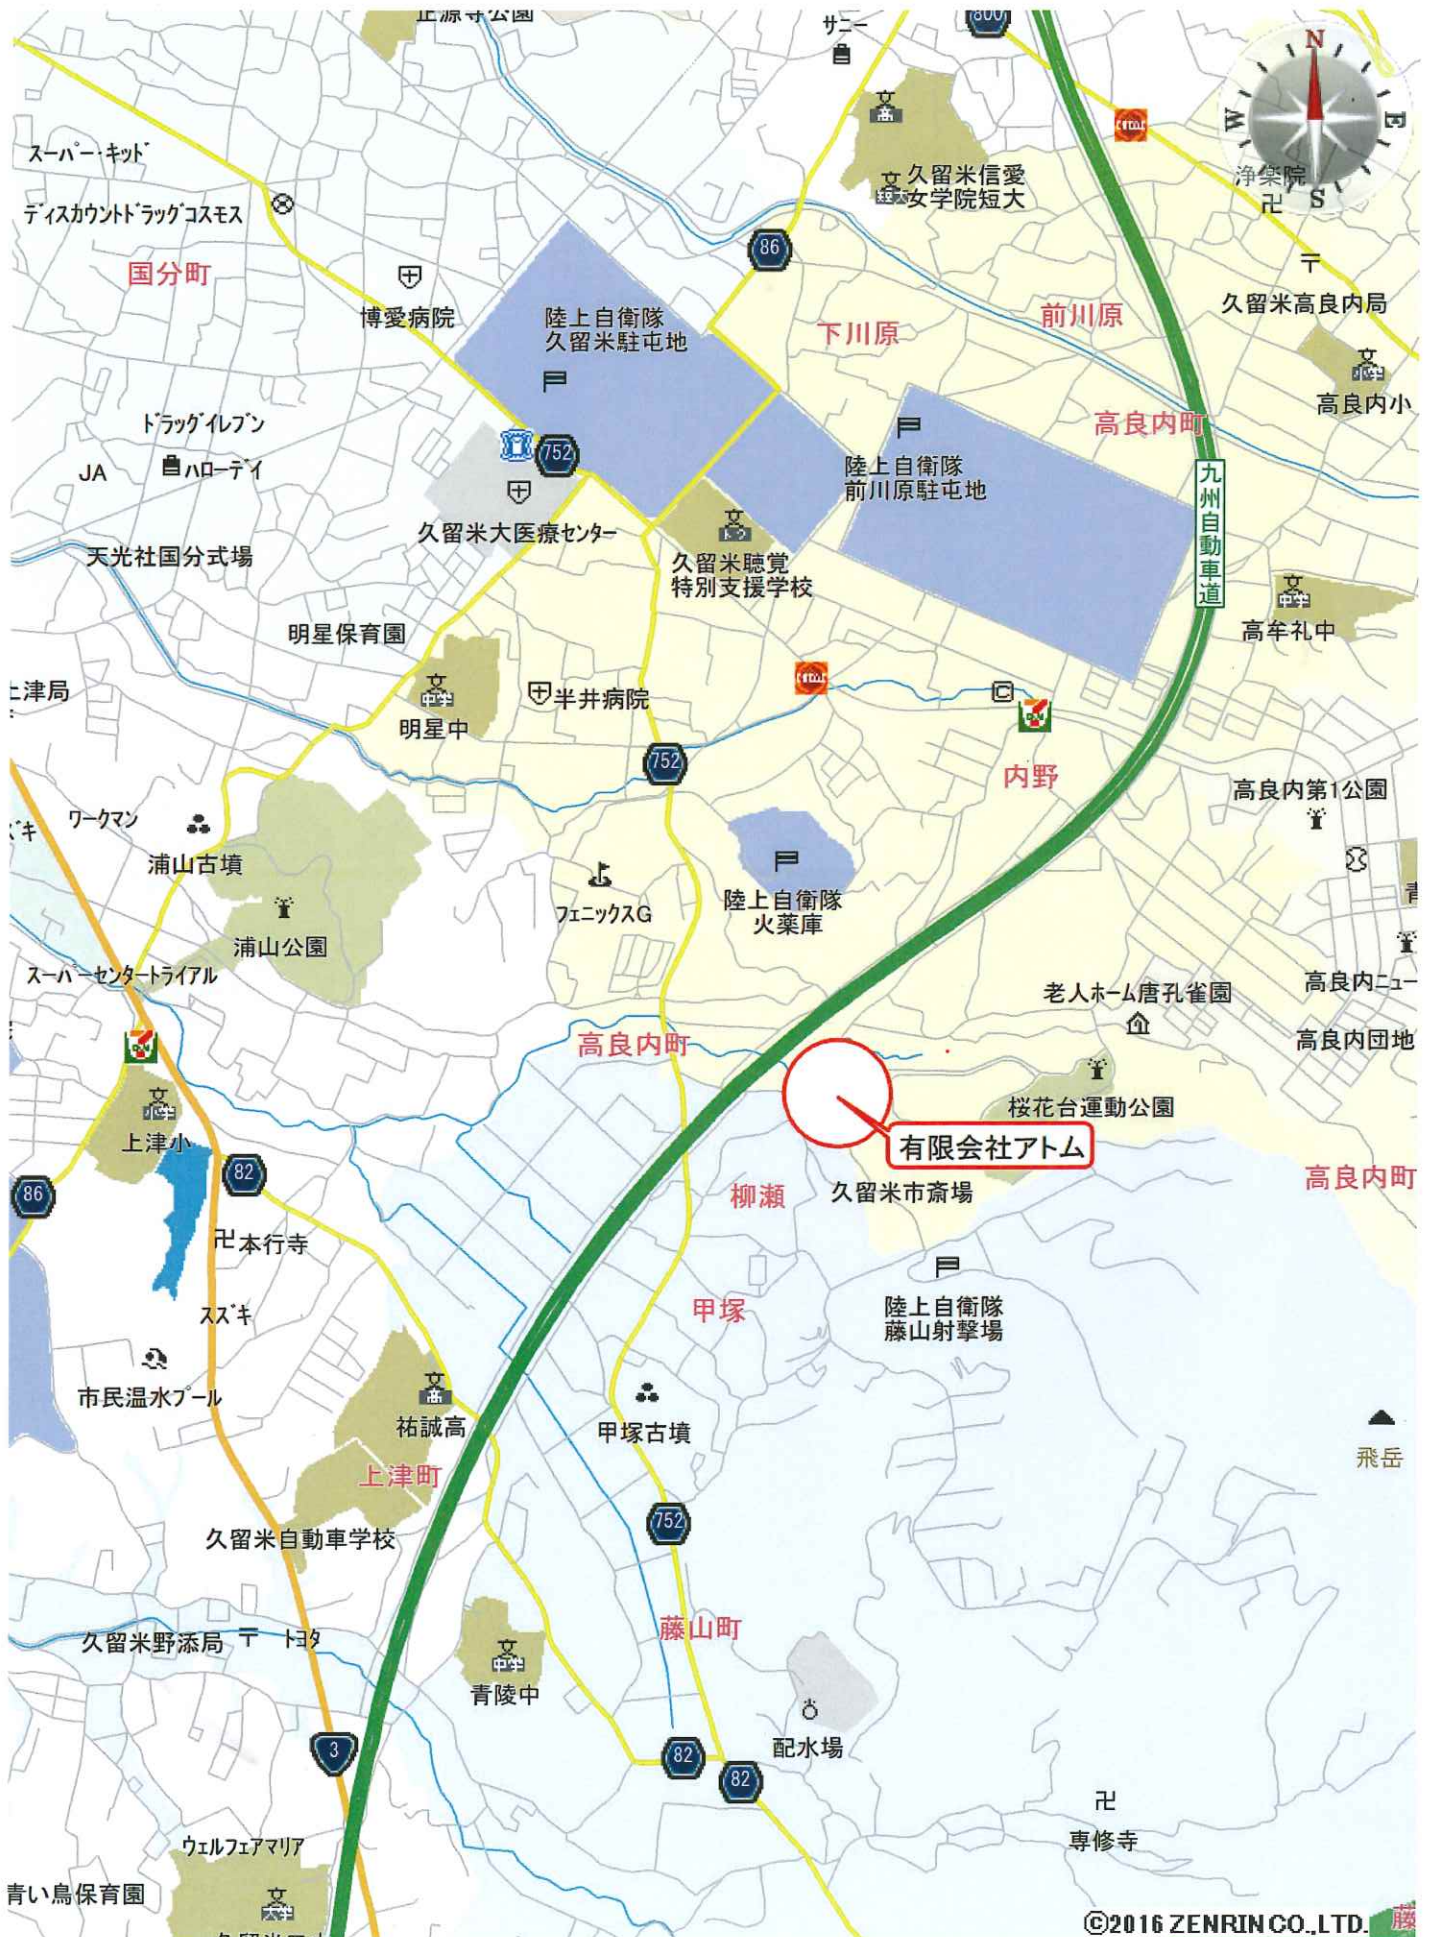 正源寺公園
サニー
800
N
W
E
S
スーパー・キッド
ディスカウントドラッグコスモス
久留米信愛
女学院短大
浄楽院
86
国分町
博愛病院
陸上自衛隊
久留米駐屯地
下川原
前川原
久留米高良内局
高良内小
高良内町
ドラッグイレブン
JA
ハローデイ
752
陸上自衛隊
前川原駐屯地
九州自動車道
久留米大医療センター
天光社国分式場
久留米聴覚
特別支援学校
高牟礼中
明星保育園
上津局
半井病院
明星中
752
内野
高良内第1公園
ワークマン
浦山古墳
フェニックスG
陸上自衛隊
火薬庫
浦山公園
スーパーセンタートライアル
老人ホーム唐孔雀園
高良内ニュー
高良内町
高良内団地
桜花台運動公園
上津小
有限会社アトム
86
82
柳瀬
久留米市斎場
高良内町
本行寺
スズキ
甲塚
陸上自衛隊
藤山射撃場
市民温水プール
祐誠高
甲塚古墳
飛岳
上津町
752
久留米自動車学校
藤山町
久留米野添局
トヨタ
青陵中
3
82
配水場
82
専修寺
ウェルフェアマリア
青い鳥保育園
©2016 ZENRIN CO.,LTD.
藤